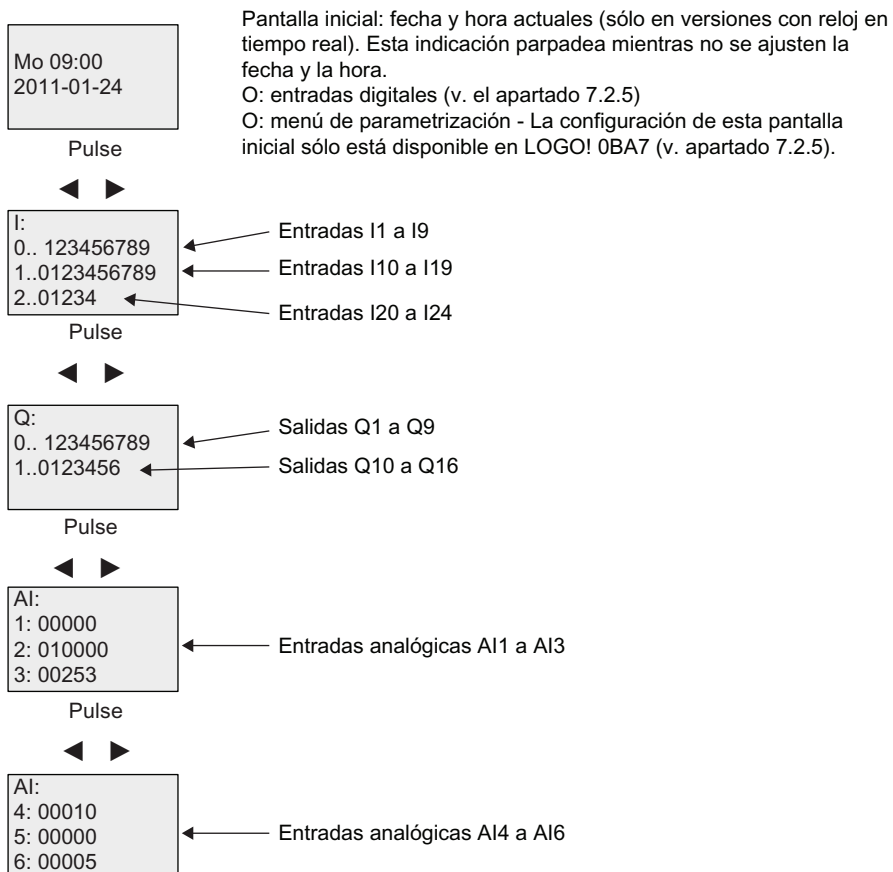 Mo 09:00
2011-01-24
Pantalla inicial: fecha y hora actuales (sólo en versiones con reloj en
tiempo real). Esta indicación parpadea mientras no se ajusten la
fecha y la hora.
O: entradas digitales (v. el apartado 7.2.5)
O: menú de parametrización - La configuración de esta pantalla
inicial sólo está disponible en LOGO! 0BA7 (v. apartado 7.2.5).
Pulse
I:
0.. 123456789
1..0123456789
2..01234
Entradas I1 a I9
Entradas I10 a I19
Entradas I20 a I24
Pulse
Q:
0.. 123456789
1..0123456
Salidas Q1 a Q9
Salidas Q10 a Q16
Pulse
AI:
1: 00000
2: 010000
3: 00253
Entradas analógicas AI1 a AI3
Pulse
AI:
4: 00010
5: 00000
6: 00005
Entradas analógicas AI4 a AI6